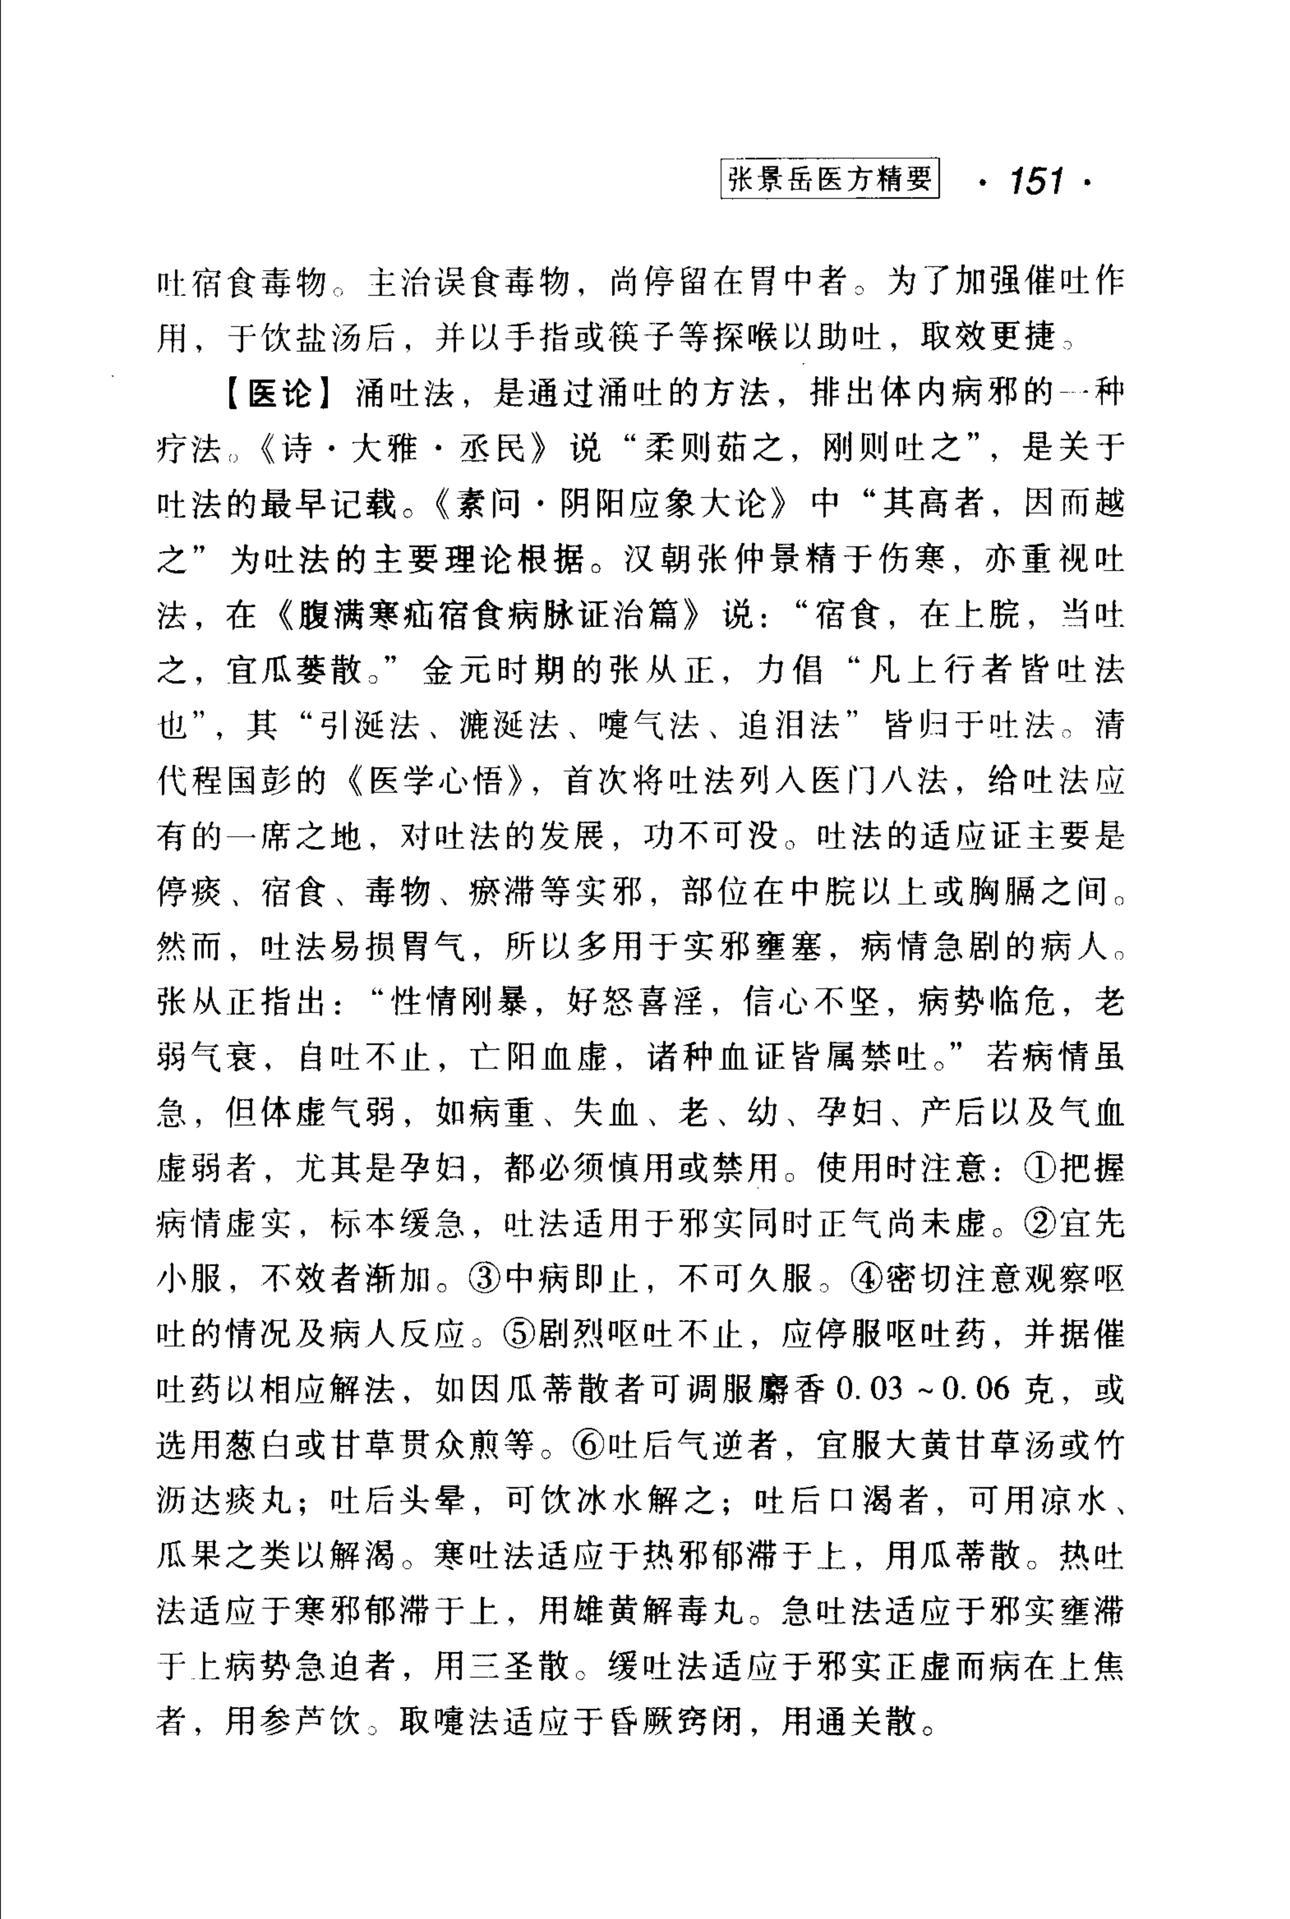 张景岳医方精要 · 151 ·
吐宿食毒物。主治误食毒物，尚停留在胃中者。为了加强催吐作
用，于饮盐汤后，并以手指或筷子等探喉以助吐，取效更捷。
【医论】 涌吐法，是通过涌吐的方法，排出体内病邪的一种
疗法。《诗·大雅·丞民》说“柔则茹之，刚则吐之”，是关于
吐法的最早记载。《素问·阴阳应象大论》中“其高者，因而越
之”为吐法的主要理论根据。汉朝张仲景精于伤寒，亦重视吐
法，在《腹满寒疝宿食病脉证治篇》说：“宿食，在上脘，当吐
之，宜瓜蒌散。”金元时期的张从正，力倡“凡上行者皆吐法
也”，其“引涎法、漉涎法、嚏气法、追泪法”皆归于吐法。清
代程国彭的《医学心悟》，首次将吐法列入医门八法，给吐法应
有的一席之地，对吐法的发展，功不可没。吐法的适应证主要是
停痰、宿食、毒物、瘀滞等实邪，部位在中脘以上或胸膈之间。
然而，吐法易损胃气，所以多用于实邪壅塞，病情急剧的病人。
张从正指出：“性情刚暴，好怒喜淫，信心不坚，病势临危，老
弱气衰，自吐不止，亡阳血虚，诸种血证皆属禁吐。”若病情虽
急，但体虚气弱，如病重、失血、老、幼、孕妇、产后以及气血
虚弱者，尤其是孕妇，都必须慎用或禁用。使用时注意：①把握
病情虚实，标本缓急，吐法适用于邪实同时正气尚未虚。②宜先
小服，不效者渐加。③中病即止，不可久服。④密切注意观察呕
吐的情况及病人反应。⑤剧烈呕吐不止，应停服呕吐药，并据催
吐药以相应解法，如因瓜蒂散者可调服麝香0.03～0.06克，或
选用葱白或甘草贯众煎等。⑥吐后气逆者，宜服大黄甘草汤或竹
沥达痰丸；吐后头晕，可饮冰水解之；吐后口渴者，可用凉水、
瓜果之类以解渴。寒吐法适应于热邪郁滞于上，用瓜蒂散。热吐
法适应于寒邪郁滞于上，用雄黄解毒丸。急吐法适应于邪实壅滞
于上病势急迫者，用三圣散。缓吐法适应于邪实正虚而病在上焦
者，用参芦饮。取嚏法适应于昏厥窍闭，用通关散。